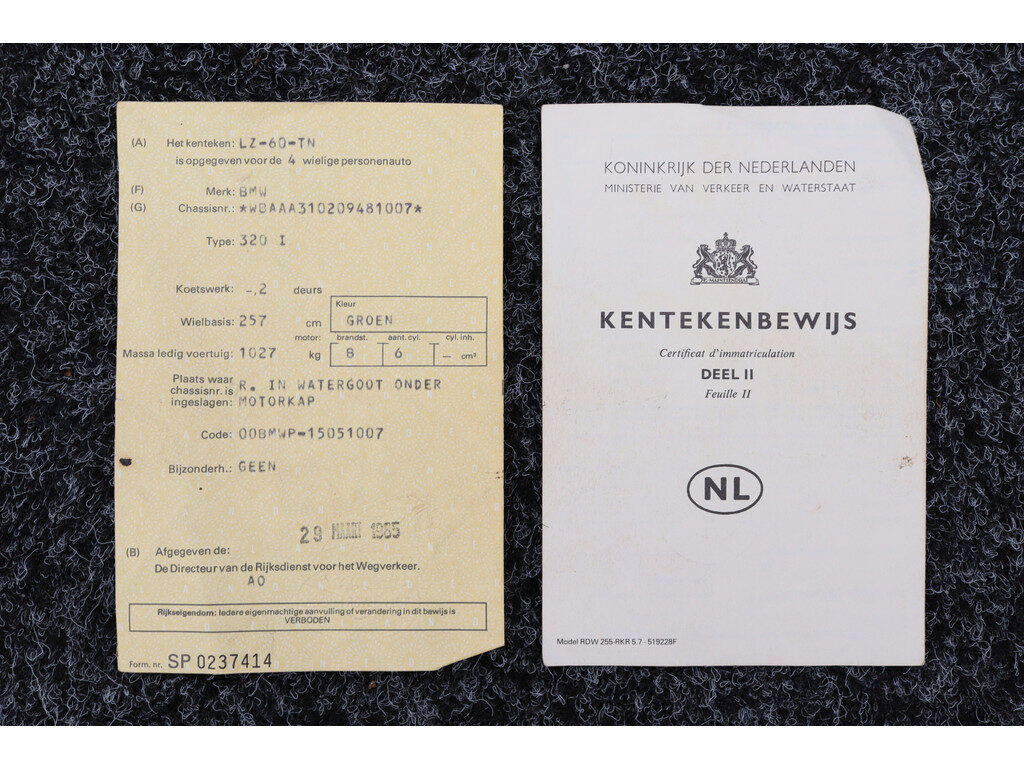 (A) Het kenteken: LZ-60-TN
is opgegeven voor de 4 wielige personenauto
(F) Merk: BMW
(G) Chassisnr.: *WBAAA310209481007*
Type: 320 I
Koetswerk: -,2 deurs
Kleur
GROEN
Wielbasis: 257 cm
motor: brandst. aant. cyl. cyl. inh.
Massa ledig voertuig: 1027 kg B 6 — cm³
Plaats waar
chassisnr. is
ingeslagen:
R. IN WATERGOOT ONDER
MOTORKAP
Code: 00BMWP-15051007
Bijzonderh.: GEEN
29 MAART 1985
(B) Afgegeven de:
De Directeur van de Rijksdienst voor het Wegverkeer.
AO
Rijkseigendom: Iedere eigenmachtige aanvulling of verandering in dit bewijs is
VERBODEN
Form. nr. SP 0237414
KONINKRIJK DER NEDERLANDEN
MINISTERIE VAN VERKEER EN WATERSTAAT
KENTEKENBEWIJS
Certificat d'immatriculation
DEEL II
Feuille II
NL
Model RDW 255-RKR 5.7 - 519228F